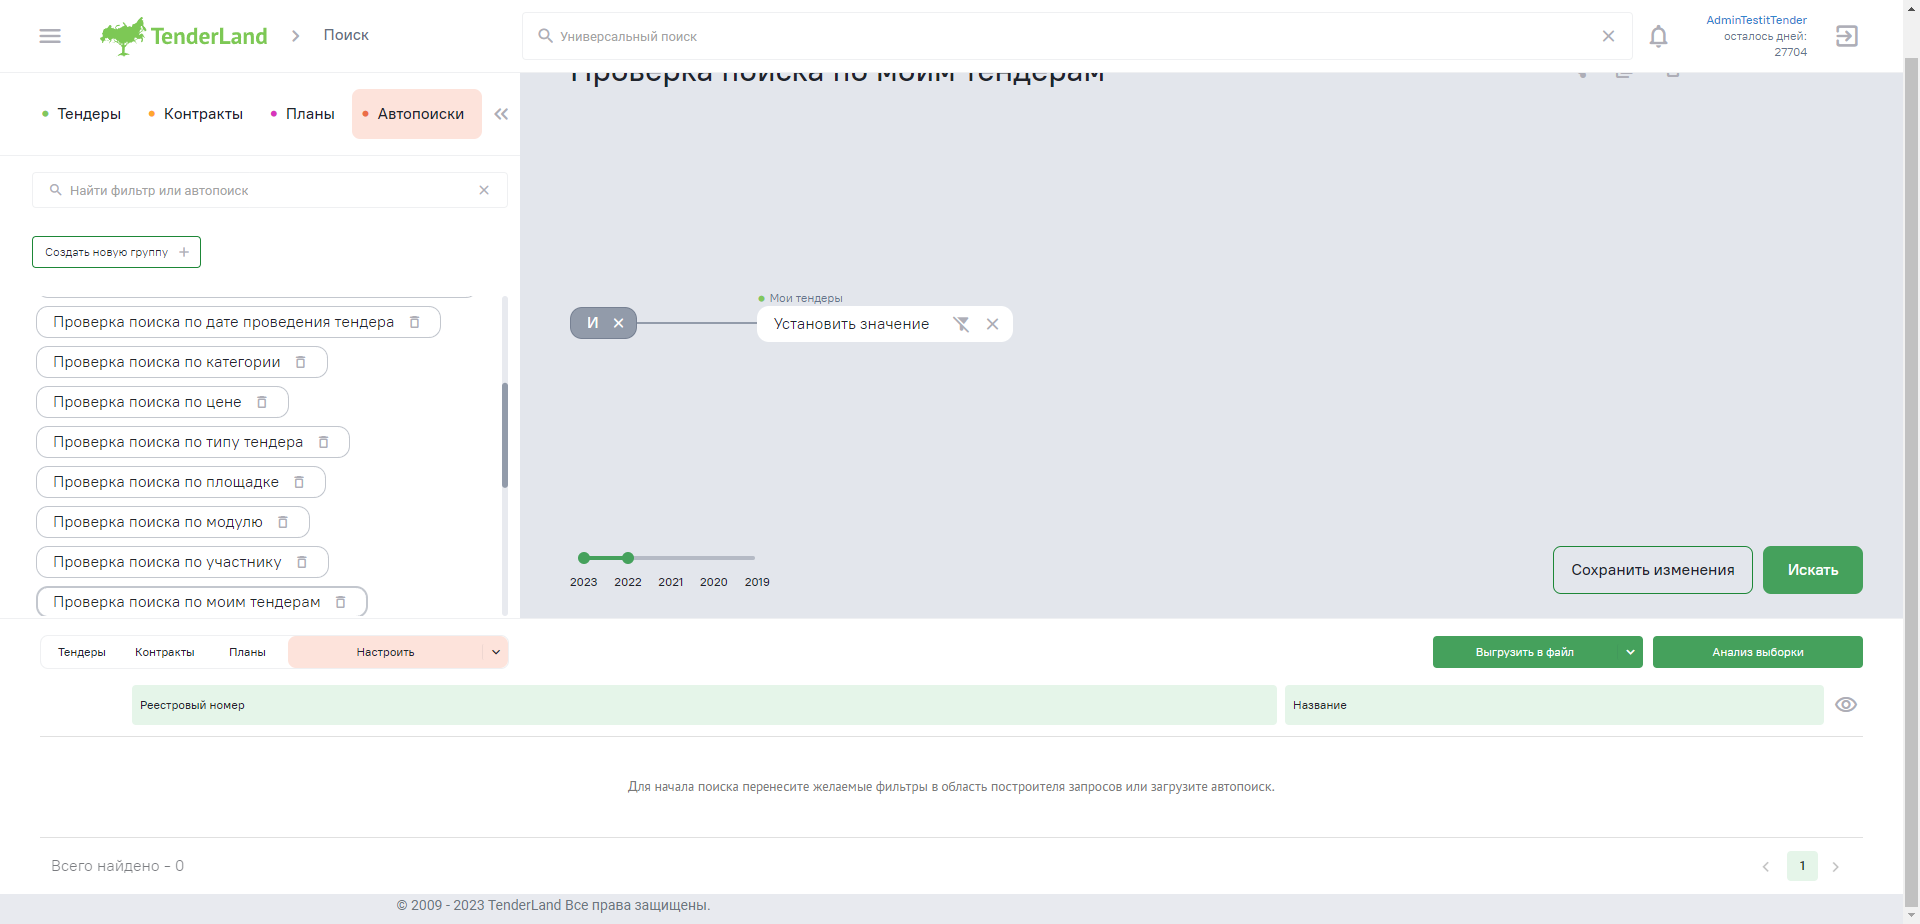 TenderLand
Поиск
Универсальный поиск
AdminTestitTender
осталось дней:
27704
Тендеры
Контракты
Планы
Автопоиски
Проверка поиска по моим тендерам
Найти фильтр или автопоиск
Создать новую группу
Мои тендеры
И
Установить значение
Проверка поиска по дате проведения тендера
Проверка поиска по категории
Проверка поиска по цене
Проверка поиска по типу тендера
Проверка поиска по площадке
Проверка поиска по модулю
Проверка поиска по участнику
Проверка поиска по моим тендерам
2023 2022 2021 2020 2019
Сохранить изменения
Искать
Тендеры
Контракты
Планы
Настроить
Выгрузить в файл
Анализ выборки
Реестровый номер
Название
Для начала поиска перенесите желаемые фильтры в область построителя запросов или загрузите автопоиск.
Всего найдено - 0
1
© 2009 - 2023 TenderLand Все права защищены.